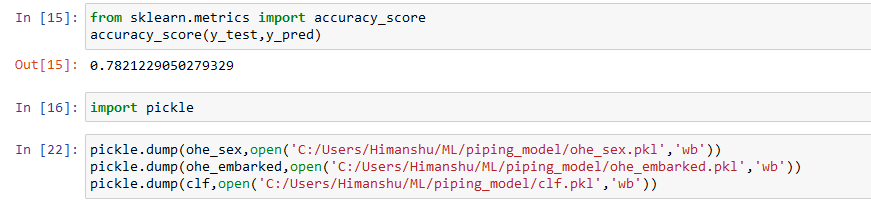 In [15]: from sklearn.metrics import accuracy_score
accuracy_score(y_test,y_pred)
Out[15]: 0.7821229050279329
In [16]: import pickle
In [22]: pickle.dump(ohe_sex,open('C:/Users/Himanshu/ML/piping_model/ohe_sex.pkl','wb'))
pickle.dump(ohe_embarked,open('C:/Users/Himanshu/ML/piping_model/ohe_embarked.pkl','wb'))
pickle.dump(clf,open('C:/Users/Himanshu/ML/piping_model/clf.pkl','wb'))